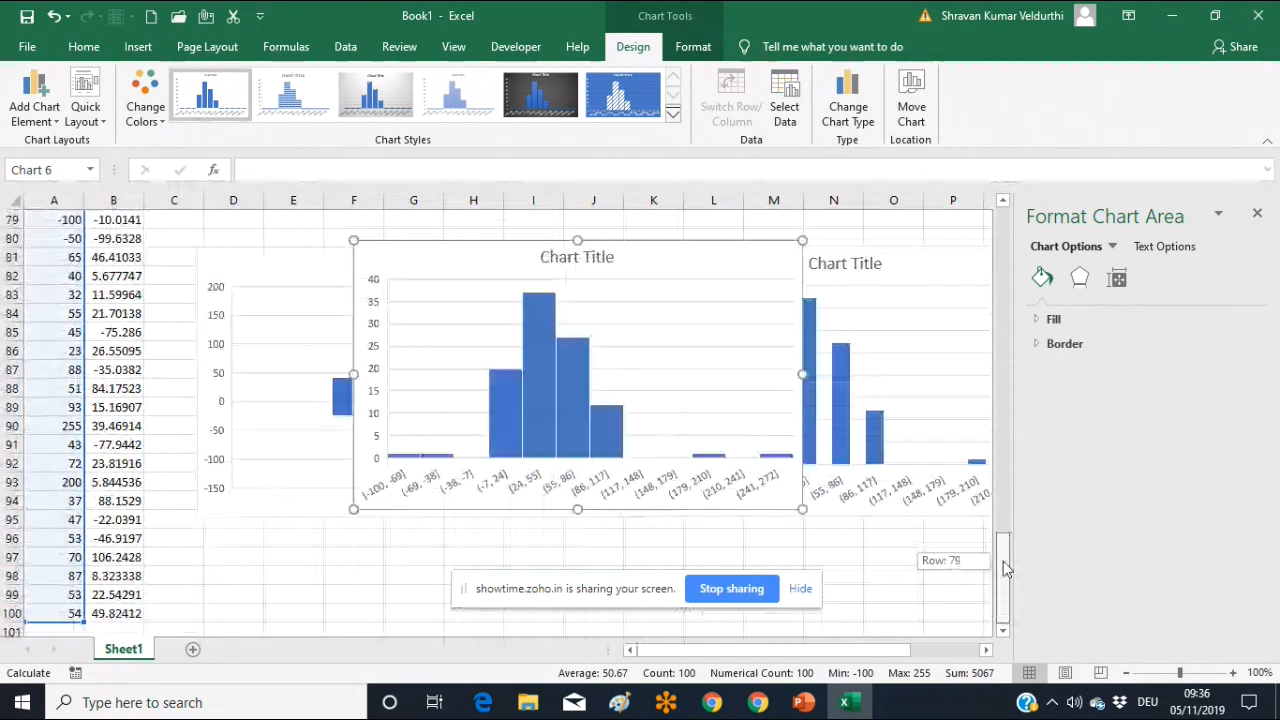 Book1 - Excel
Chart Tools
Shravan Kumar Veldurthi
File Home Insert Page Layout Formulas Data Review View Developer Help Design Format Tell me what you want to do Share
Add Chart Element
Quick Layout
Change Colors
Switch Row/ Column
Select Data
Change Chart Type
Move Chart
Chart Layouts
Chart Styles
Data
Type
Location
Chart 6
fx
A B C D E F G H I J K L M N O P
79 -100 -10.0141
80 -50 -99.6328
81 65 46.41033
82 40 5.677747
83 32 11.59964
84 55 21.70138
85 45 -75.286
86 23 26.55095
87 88 -35.0382
88 51 84.17523
89 93 15.16907
90 255 39.46914
91 43 -77.9442
92 72 23.81916
93 200 5.844536
94 37 88.1529
95 47 -22.0391
96 53 -46.9197
97 70 106.2428
98 87 8.323338
99 53 22.54291
100 54 49.82412
101
200
150
100
50
0
-50
-100
-150
Chart Title
40
35
30
25
20
15
10
5
0
[-100, -69] (-69, -38] (-38, -7] (-7, 24] (24, 55] (55, 86] (86, 117] (117, 148] (148, 179] (179, 210] (210, 241] (241, 272]
Chart Title
(55, 86] (86, 117] (117, 148] (148, 179] (179, 210] (210,
Format Chart Area
Chart Options Text Options
Fill
Border
Row: 79
showtime.zoho.in is sharing your screen. Stop sharing Hide
Sheet1
Calculate Average: 50.67 Count: 100 Numerical Count: 100 Min: -100 Max: 255 Sum: 5067 100%
Type here to search
DEU
09:36
05/11/2019